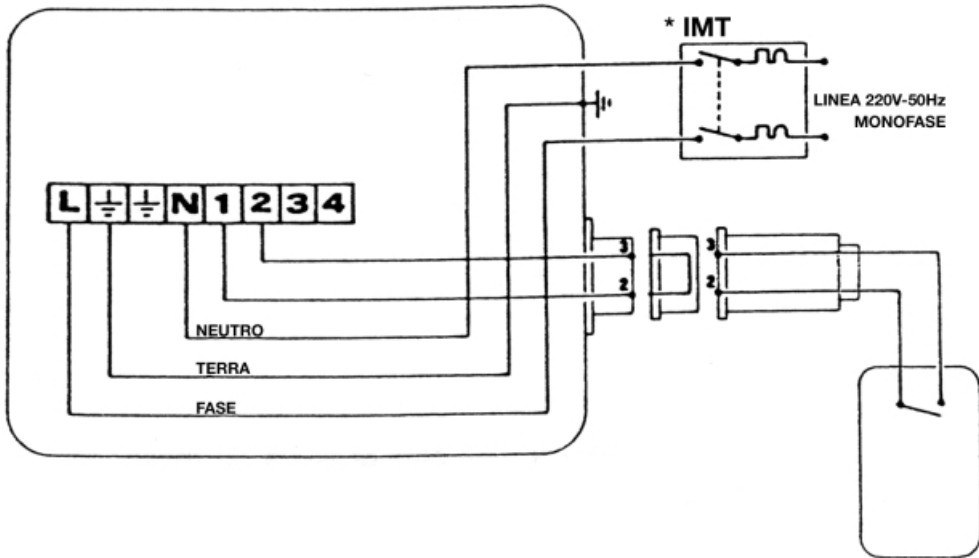 * IMT
LINEA 220V-50Hz
MONOFASE
L N 1 2 3 4
3
2
3
2
NEUTRO
TERRA
FASE